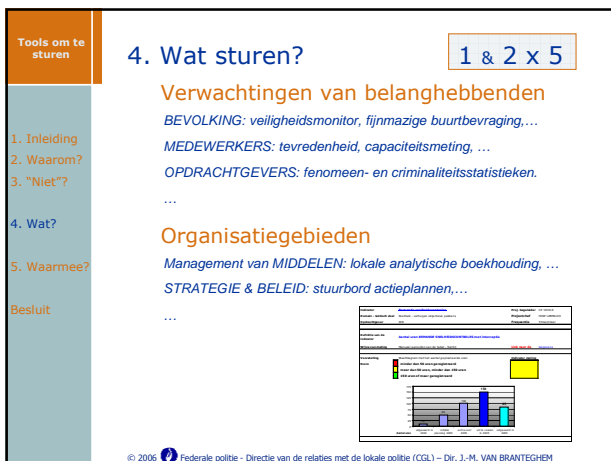 Tools om te
sturen
1. Inleiding
2. Waarom?
3. “Niet”?
4. Wat?
5. Waarmee?
Besluit
4. Wat sturen?
1 & 2 x 5
Verwachtingen van belanghebbenden
BEVOLKING: veiligheidsmonitor, fijnmazige buurtbevraging,…
MEDEWERKERS: tevredenheid, capaciteitsmeting, …
OPDRACHTGEVERS: fenomeen- en criminaliteitsstatistieken.
…
Organisatiegebieden
Management van MIDDELEN: lokale analytische boekhouding, …
STRATEGIE & BELEID: stuurbord actieplannen,…
…
© 2006 Federale politie - Directie van de relaties met de lokale politie (CGL) – Dir. J.-M. VAN BRANTEGHEM